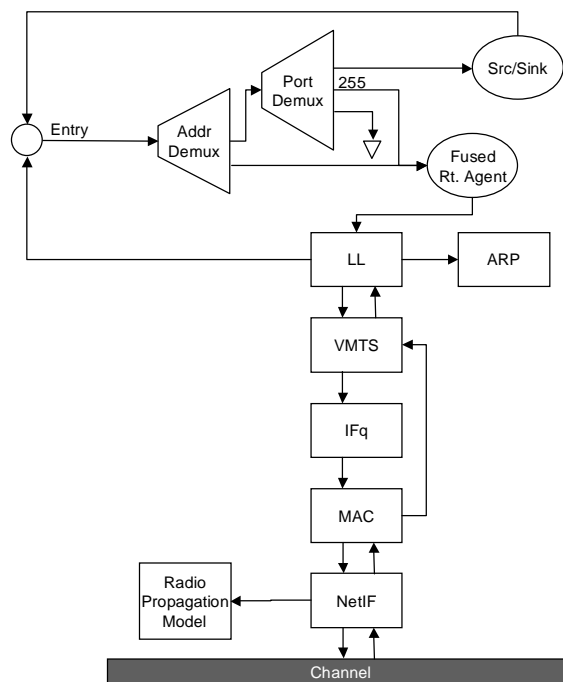 Src/Sink
Port
Demux
255
Entry
Addr
Demux
Fused
Rt. Agent
LL
ARP
VMTS
IFq
MAC
Radio
Propagation
Model
NetIF
Channel